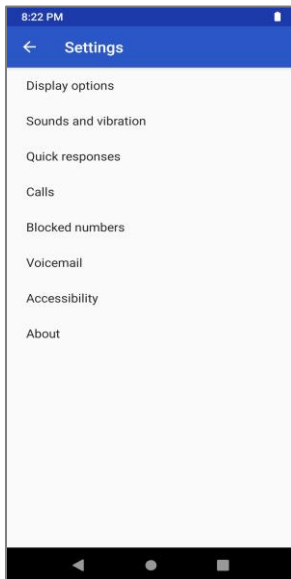 8:22 PM
Settings
Display options
Sounds and vibration
Quick responses
Calls
Blocked numbers
Voicemail
Accessibility
About